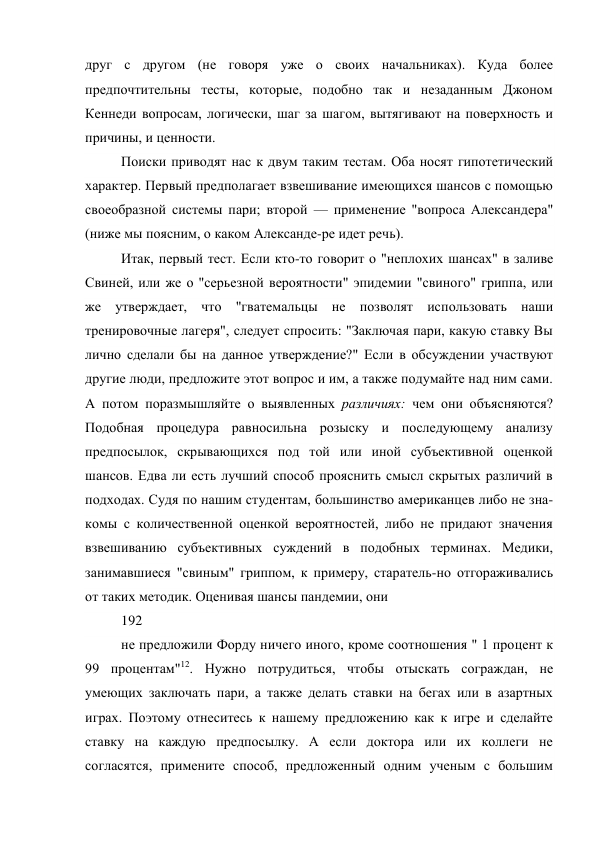 друг с другом (не говоря уже о своих начальниках). Куда более
предпочтительны тесты, которые, подобно так и незаданным Джоном
Кеннеди вопросам, логически, шаг за шагом, вытягивают на поверхность и
причины, и ценности.
Поиски приводят нас к двум таким тестам. Оба носят гипотетический
характер. Первый предполагает взвешивание имеющихся шансов с помощью
своеобразной системы пари; второй — применение "вопроса Александера"
(ниже мы поясним, о каком Александе-ре идет речь).
Итак, первый тест. Если кто-то говорит о "неплохих шансах" в заливе
Свиней, или же о "серьезной вероятности" эпидемии "свиного" гриппа, или
же утверждает, что "гватемальцы не позволят использовать наши
тренировочные лагеря", следует спросить: "Заключая пари, какую ставку Вы
лично сделали бы на данное утверждение?" Если в обсуждении участвуют
другие люди, предложите этот вопрос и им, а также подумайте над ним сами.
А потом поразмышляйте о выявленных различиях: чем они объясняются?
Подобная процедура равносильна розыску и последующему анализу
предпосылок, скрывающихся под той или иной субъективной оценкой
шансов. Едва ли есть лучший способ прояснить смысл скрытых различий в
подходах. Судя по нашим студентам, большинство американцев либо не зна-
комы с количественной оценкой вероятностей, либо не придают значения
взвешиванию субъективных суждений в подобных терминах. Медики,
занимавшиеся "свиным" гриппом, к примеру, старатель-но отгораживались
от таких методик. Оценивая шансы пандемии, они
192
не предложили Форду ничего иного, кроме соотношения " 1 процент к
99 процентам"12. Нужно потрудиться, чтобы отыскать сограждан, не
умеющих заключать пари, а также делать ставки на бегах или в азартных
играх. Поэтому отнеситесь к нашему предложению как к игре и сделайте
ставку на каждую предпосылку. А если доктора или их коллеги не
согласятся, примените способ, предложенный одним ученым с большим